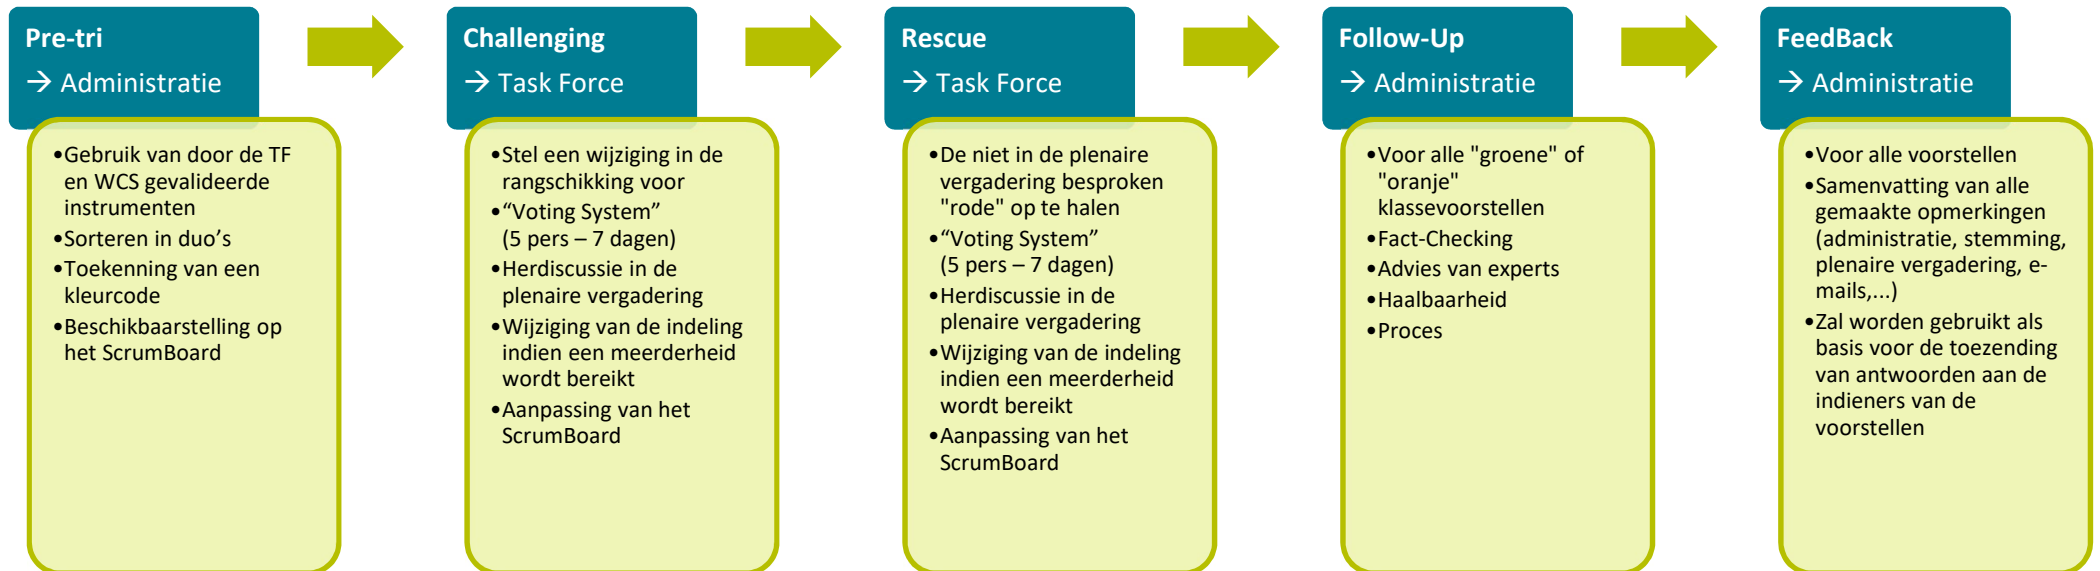 Pre-tri
→ Administratie
•Gebruik van door de TF
en WCS gevalideerde
instrumenten
•Sorteren in duo’s
•Toekenning van een
kleurcode
•Beschikbaarstelling op
het ScrumBoard
Challenging
→ Task Force
•Stel een wijziging in de
rangschikking voor
•“Voting System”
(5 pers – 7 dagen)
•Herdiscussie in de
plenaire vergadering
•Wijziging van de indeling
indien een meerderheid
wordt bereikt
•Aanpassing van het
ScrumBoard
Rescue
→ Task Force
•De niet in de plenaire
vergadering besproken
"rode" op te halen
•“Voting System”
(5 pers – 7 dagen)
•Herdiscussie in de
plenaire vergadering
•Wijziging van de indeling
indien een meerderheid
wordt bereikt
•Aanpassing van het
ScrumBoard
Follow-Up
→ Administratie
•Voor alle "groene" of
"oranje"
klassevoorstellen
•Fact-Checking
•Advies van experts
•Haalbaarheid
•Proces
FeedBack
→ Administratie
•Voor alle voorstellen
•Samenvatting van alle
gemaakte opmerkingen
(administratie, stemming,
plenaire vergadering, e-
mails,...)
•Zal worden gebruikt als
basis voor de toezending
van antwoorden aan de
indieners van de
voorstellen